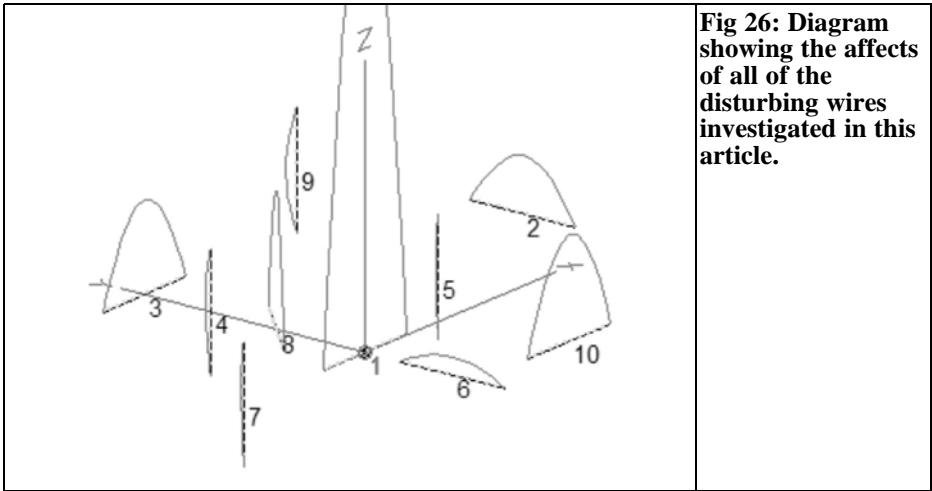 Fig 26: Diagram
showing the affects
of all of the
disturbing wires
investigated in this
article.
Z
9
2
5
3
4
8
1
10
6
7